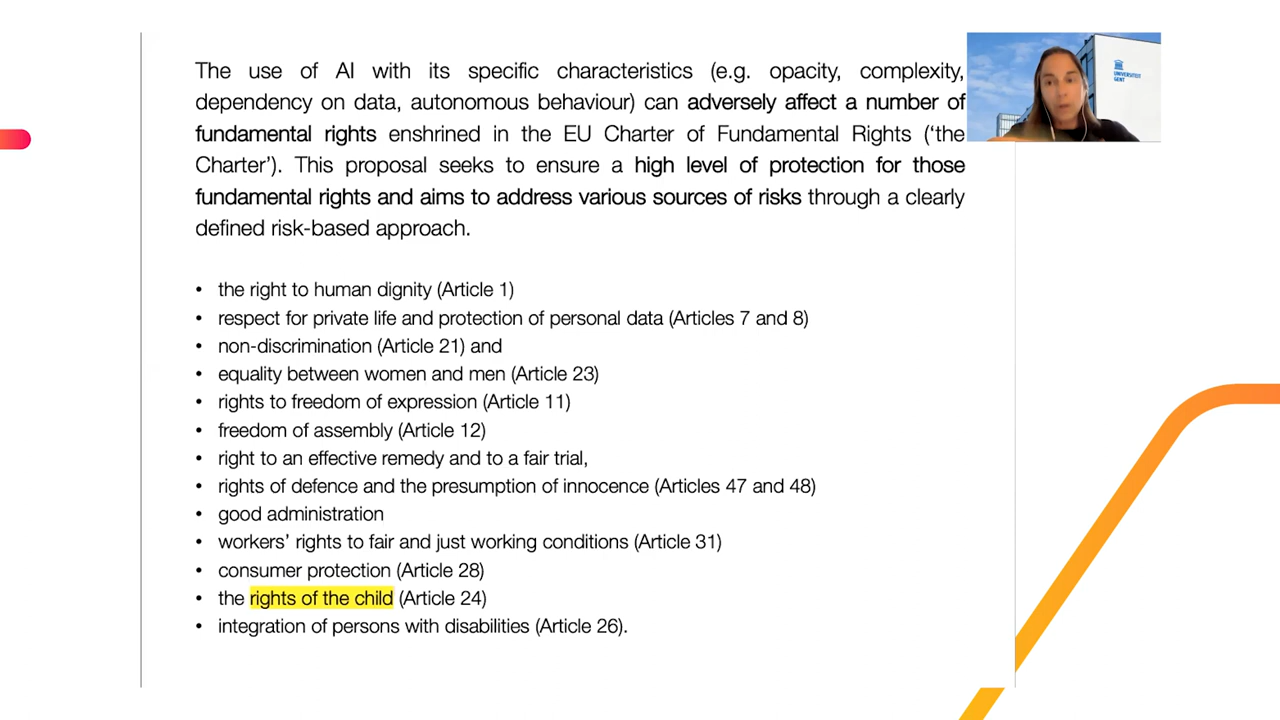 The use of AI with its specific characteristics (e.g. opacity, complexity,
dependency on data, autonomous behaviour) can adversely affect a number of
fundamental rights enshrined in the EU Charter of Fundamental Rights (‘the
Charter’). This proposal seeks to ensure a high level of protection for those
fundamental rights and aims to address various sources of risks through a clearly
defined risk-based approach.
• the right to human dignity (Article 1)
• respect for private life and protection of personal data (Articles 7 and 8)
• non-discrimination (Article 21) and
• equality between women and men (Article 23)
• rights to freedom of expression (Article 11)
• freedom of assembly (Article 12)
• right to an effective remedy and to a fair trial,
• rights of defence and the presumption of innocence (Articles 47 and 48)
• good administration
• workers’ rights to fair and just working conditions (Article 31)
• consumer protection (Article 28)
• the rights of the child (Article 24)
• integration of persons with disabilities (Article 26).
UNIVERSITEIT
GENT